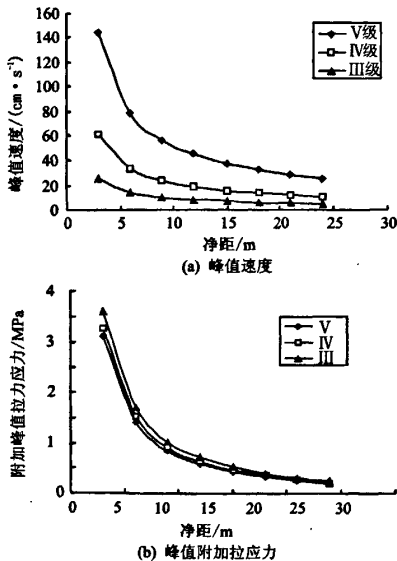 160
140
120
100
80
60
40
20
0
峰值速度/(cm·s⁻¹)
V级
Ⅳ级
Ⅲ级
0 5 10 15 20 25 30
净距/m
(a) 峰值速度
4
3
2
1
0
附加峰值拉力应力/MPa
V
Ⅳ
Ⅲ
0 5 10 15 20 29 30
净距/m
(b) 峰值附加拉应力